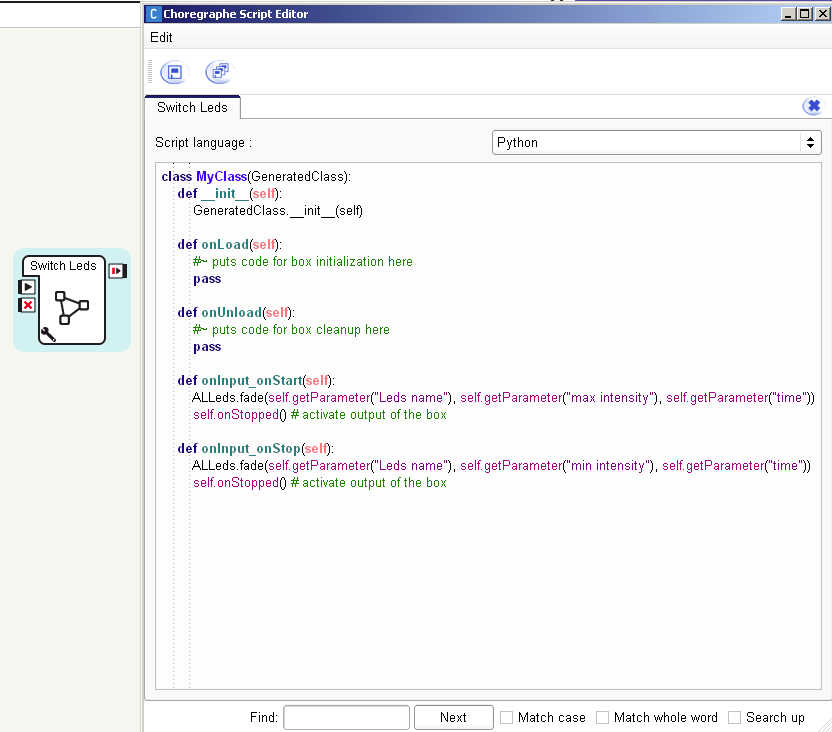 Choregraphe Script Editor
Edit
Switch Leds
Script language :
Python
class MyClass(GeneratedClass):
def __init__(self):
GeneratedClass.__init__(self)
def onLoad(self):
#~ puts code for box initialization here
pass
def onUnload(self):
#~ puts code for box cleanup here
pass
def onInput_onStart(self):
ALLeds.fade(self.getParameter("Leds name"), self.getParameter("max intensity"), self.getParameter("time"))
self.onStopped() # activate output of the box
def onInput_onStop(self):
ALLeds.fade(self.getParameter("Leds name"), self.getParameter("min intensity"), self.getParameter("time"))
self.onStopped() # activate output of the box
Switch Leds
Find:
Next
Match case
Match whole word
Search up